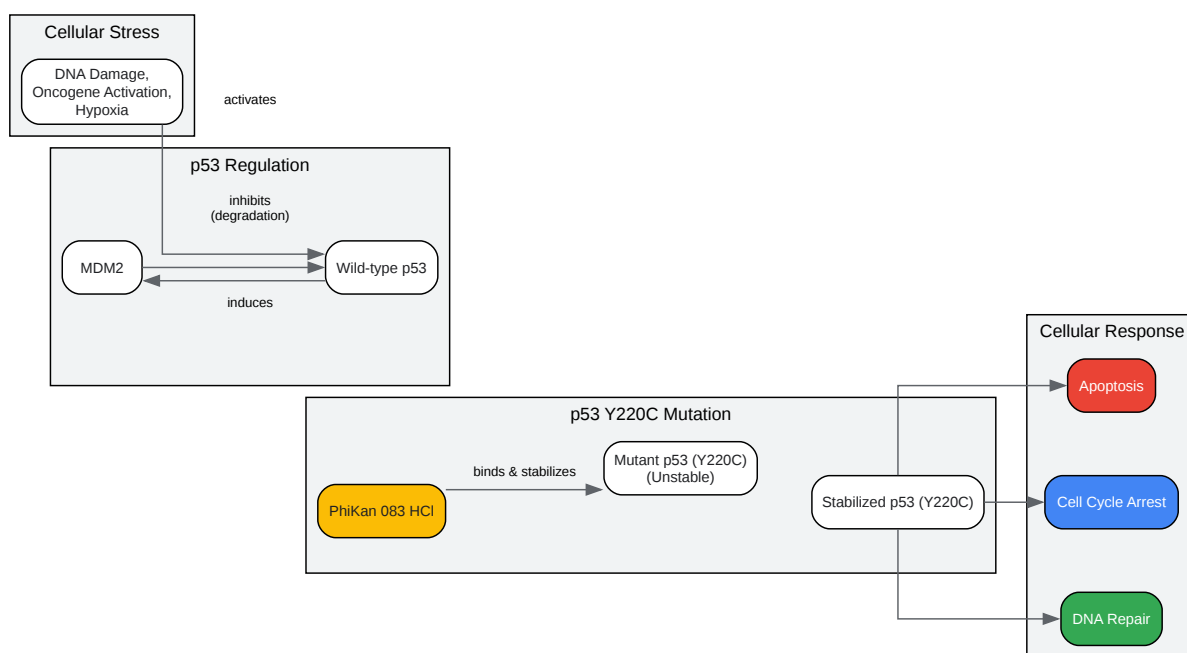 Cellular Stress
DNA Damage,
Oncogene Activation,
Hypoxia
activates
p53 Regulation
inhibits
(degradation)
MDM2
Wild-type p53
induces
Cellular Response
Apoptosis
p53 Y220C Mutation
binds & stabilizes
Mutant p53 (Y220C)
(Unstable)
PhiKan 083 HCl
Stabilized p53 (Y220C)
Cell Cycle Arrest
DNA Repair